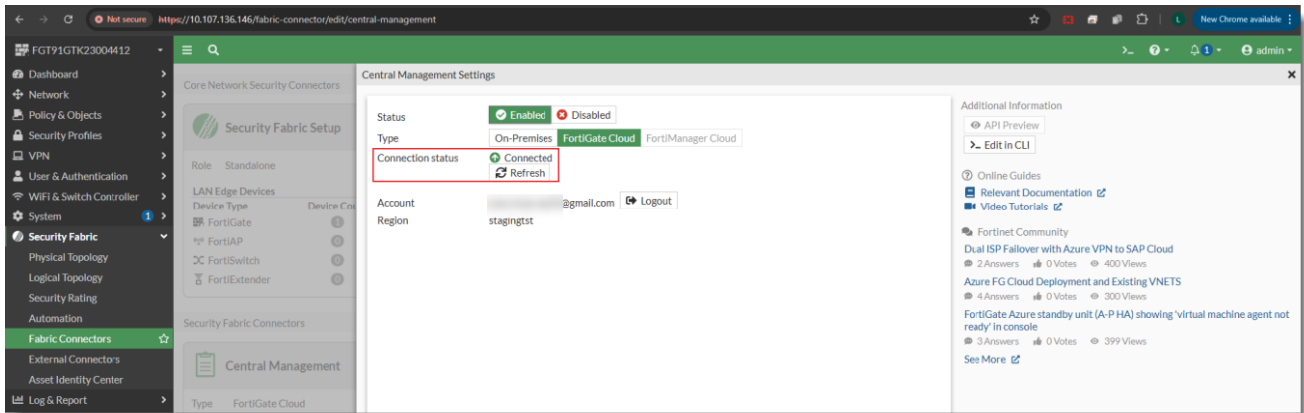 Not secure https://10.107.136.146/fabric-connector/edit/central-management
L
New Chrome available
FGT91GTK23004412
>_
1
admin
Dashboard
Network
Policy & Objects
Security Profiles
VPN
User & Authentication
WiFi & Switch Controller
System 1
Security Fabric
Physical Topology
Logical Topology
Security Rating
Automation
Fabric Connectors
External Connectors
Asset Identity Center
Log & Report
Core Network Security Connectors
Security Fabric Setup
Role Standalone
LAN Edge Devices
Device Type Device Cou
FortiGate 1
FortiAP 0
FortiSwitch 0
FortiExtender 0
Security Fabric Connectors
Central Management
Type FortiGate Cloud
Central Management Settings
Status Enabled Disabled
Type On-Premises FortiGate Cloud FortiManager Cloud
Connection status Connected
Refresh
Account @gmail.com Logout
Region stagingtst
Additional Information
API Preview
>_ Edit in CLI
Online Guides
Relevant Documentation
Video Tutorials
Fortinet Community
Dual ISP Failover with Azure VPN to SAP Cloud
2 Answers 0 Votes 400 Views
Azure FG Cloud Deployment and Existing VNETS
4 Answers 0 Votes 300 Views
FortiGate Azure standby unit (A-P HA) showing 'virtual machine agent not
ready' in console
3 Answers 0 Votes 399 Views
See More